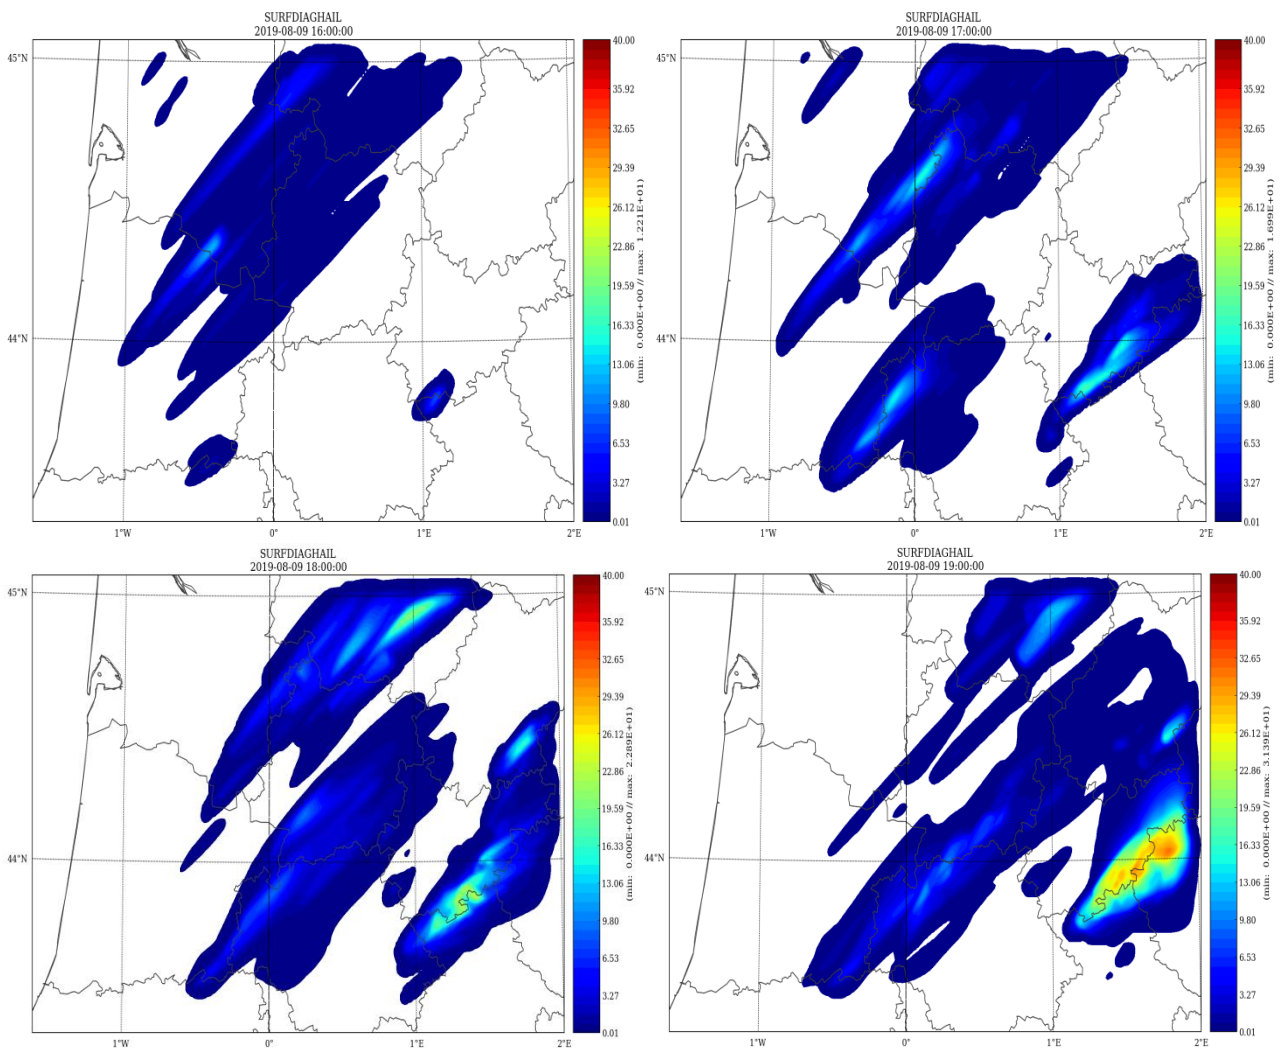 SURFDIAGHAIL
2019-08-09 16:00:00
45°N
44°N
1°W
0°
1°E
2°E
40.00
35.92
32.65
29.39
26.12
22.86
19.59
16.33
13.06
9.80
6.53
3.27
0.01
(min: 0.000E+00 // max: 1.221E+01)
SURFDIAGHAIL
2019-08-09 17:00:00
45°N
44°N
1°W
0°
1°E
2°E
40.00
35.92
32.65
29.39
26.12
22.86
19.59
16.33
13.06
9.80
6.53
3.27
0.01
(min: 0.000E+00 // max: 1.699E+01)
SURFDIAGHAIL
2019-08-09 18:00:00
45°N
44°N
1°W
0°
1°E
2°E
40.00
35.92
32.65
29.39
26.12
22.86
19.59
16.33
13.06
9.80
6.53
3.27
0.01
(min: 0.000E+00 // max: 2.289E+01)
SURFDIAGHAIL
2019-08-09 19:00:00
45°N
44°N
1°W
0°
1°E
2°E
40.00
35.92
32.65
29.39
26.12
22.86
19.59
16.33
13.06
9.80
6.53
3.27
0.01
(min: 0.000E+00 // max: 3.139E+01)